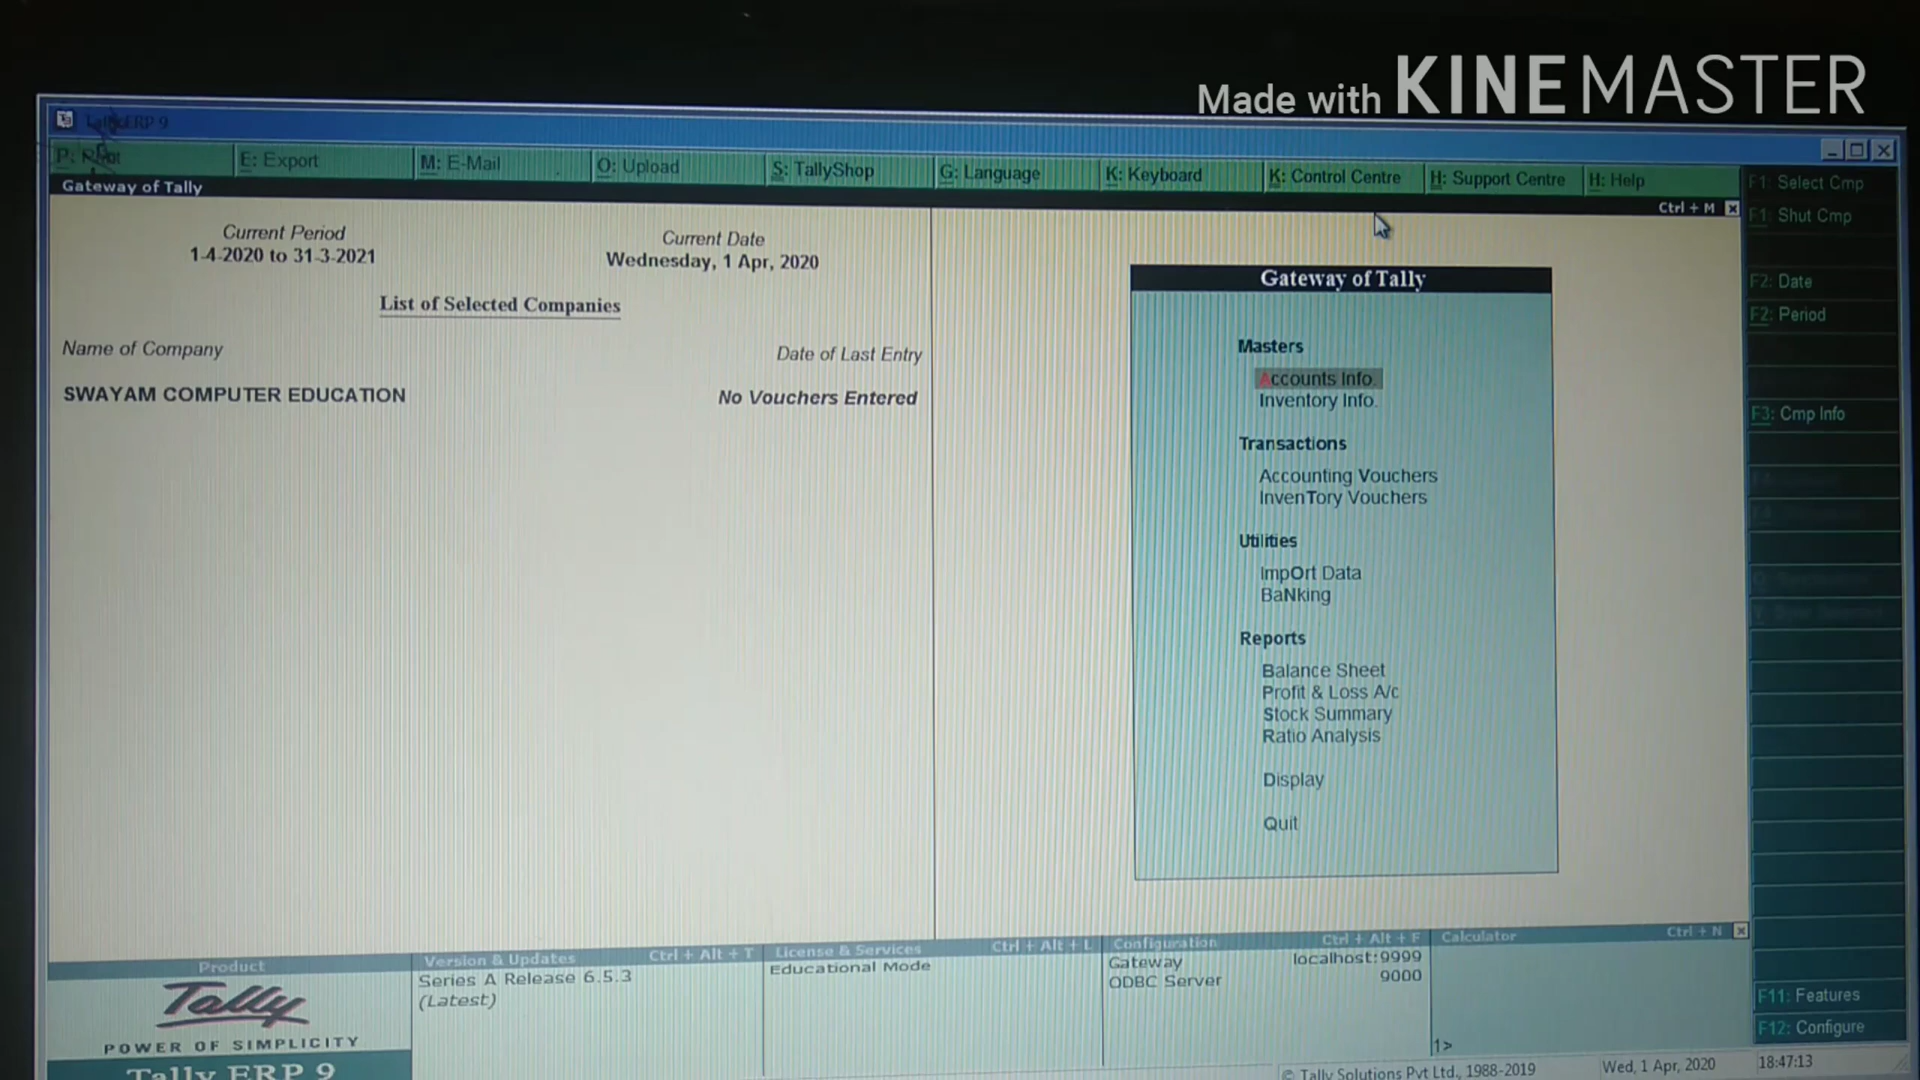 Made with KINEMASTER
Tally.ERP 9
P: Print
E: Export
M: E-Mail
O: Upload
S: TallyShop
G: Language
K: Keyboard
K: Control Centre
H: Support Centre
H: Help
Gateway of Tally
Ctrl + M
Current Period
1-4-2020 to 31-3-2021
Current Date
Wednesday, 1 Apr, 2020
List of Selected Companies
Name of Company
Date of Last Entry
SWAYAM COMPUTER EDUCATION
No Vouchers Entered
Gateway of Tally
Masters
Accounts Info.
Inventory Info.
Transactions
Accounting Vouchers
InvenTory Vouchers
Utilities
ImpOrt Data
BaNking
Reports
Balance Sheet
Profit & Loss A/c
Stock Summary
Ratio Analysis
Display
Quit
F1: Select Cmp
F1: Shut Cmp
F2: Date
F2: Period
F3: Cmp Info
F11: Features
F12: Configure
Product
Tally
POWER OF SIMPLICITY
Tally ERP 9
Version & Updates
Ctrl + Alt + T
Series A Release 6.5.3
(Latest)
License & Services
Ctrl + Alt + L
Educational Mode
Configuration
Ctrl + Alt + F
Gateway
localhost:9999
ODBC Server
9000
Calculator
Ctrl + N
1>
© Tally Solutions Pvt Ltd., 1988-2019
Wed, 1 Apr, 2020
18:47:13